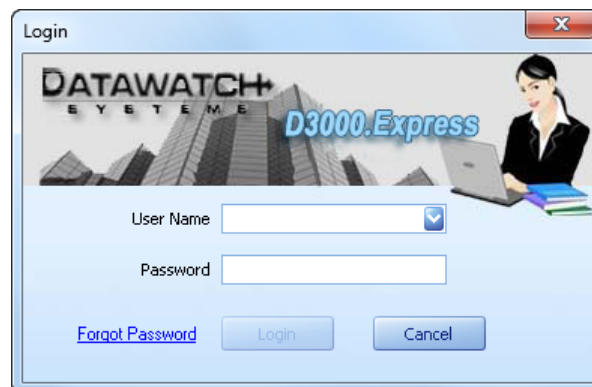 Login
DATAWATCH
SYSTEMS
D3000.Express
User Name
Password
Forgot Password
Login
Cancel